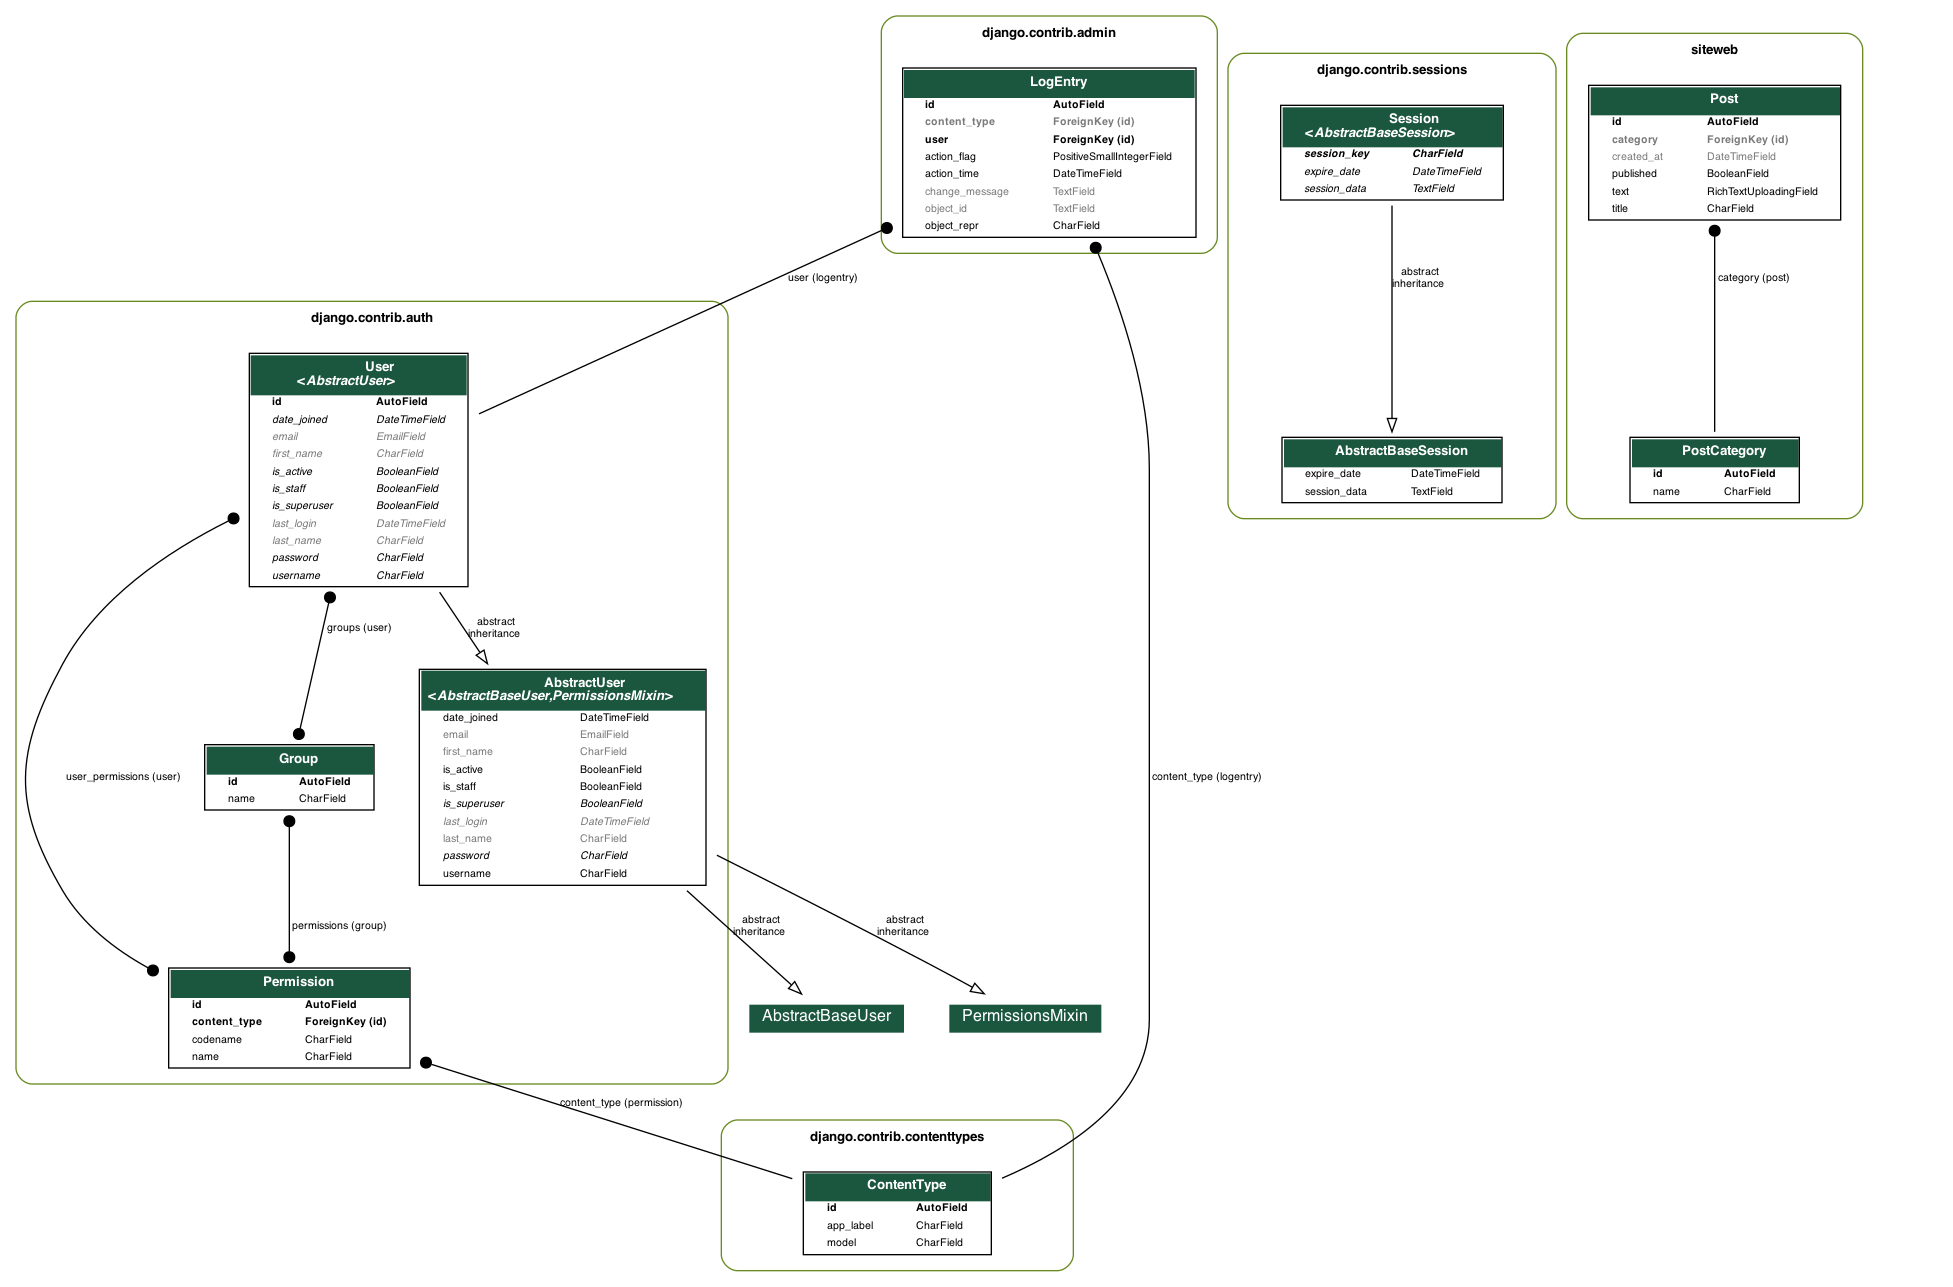 django.contrib.admin
LogEntry
id AutoField
content_type ForeignKey (id)
user ForeignKey (id)
action_flag PositiveSmallIntegerField
action_time DateTimeField
change_message TextField
object_id TextField
object_repr CharField
django.contrib.sessions
Session
<AbstractBaseSession>
session_key CharField
expire_date DateTimeField
session_data TextField
abstract
inheritance
AbstractBaseSession
expire_date DateTimeField
session_data TextField
siteweb
Post
id AutoField
category ForeignKey (id)
created_at DateTimeField
published BooleanField
text RichTextUploadingField
title CharField
category (post)
PostCategory
id AutoField
name CharField
user (logentry)
django.contrib.auth
User
<AbstractUser>
id AutoField
date_joined DateTimeField
email EmailField
first_name CharField
is_active BooleanField
is_staff BooleanField
is_superuser BooleanField
last_login DateTimeField
last_name CharField
password CharField
username CharField
groups (user)
abstract
inheritance
AbstractUser
<AbstractBaseUser,PermissionsMixin>
date_joined DateTimeField
email EmailField
first_name CharField
is_active BooleanField
is_staff BooleanField
is_superuser BooleanField
last_login DateTimeField
last_name CharField
password CharField
username CharField
user_permissions (user)
Group
id AutoField
name CharField
content_type (logentry)
permissions (group)
abstract
inheritance
abstract
inheritance
Permission
id AutoField
content_type ForeignKey (id)
codename CharField
name CharField
AbstractBaseUser
PermissionsMixin
content_type (permission)
django.contrib.contenttypes
ContentType
id AutoField
app_label CharField
model CharField